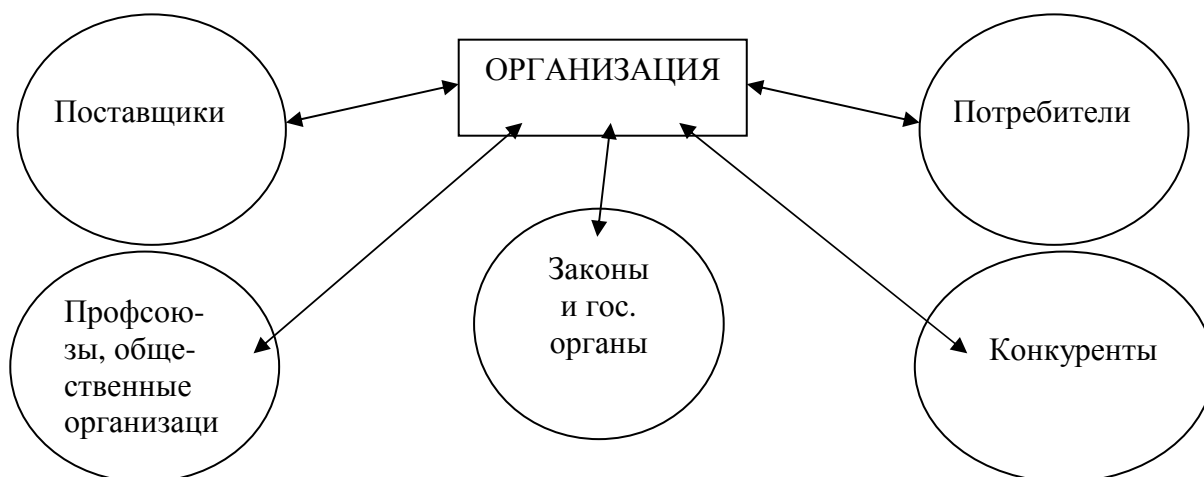 ОРГАНИЗАЦИЯ
Поставщики
Потребители
Законы
и гос.
органы
Профсою-
зы, обще-
ственные
организаци
Конкуренты